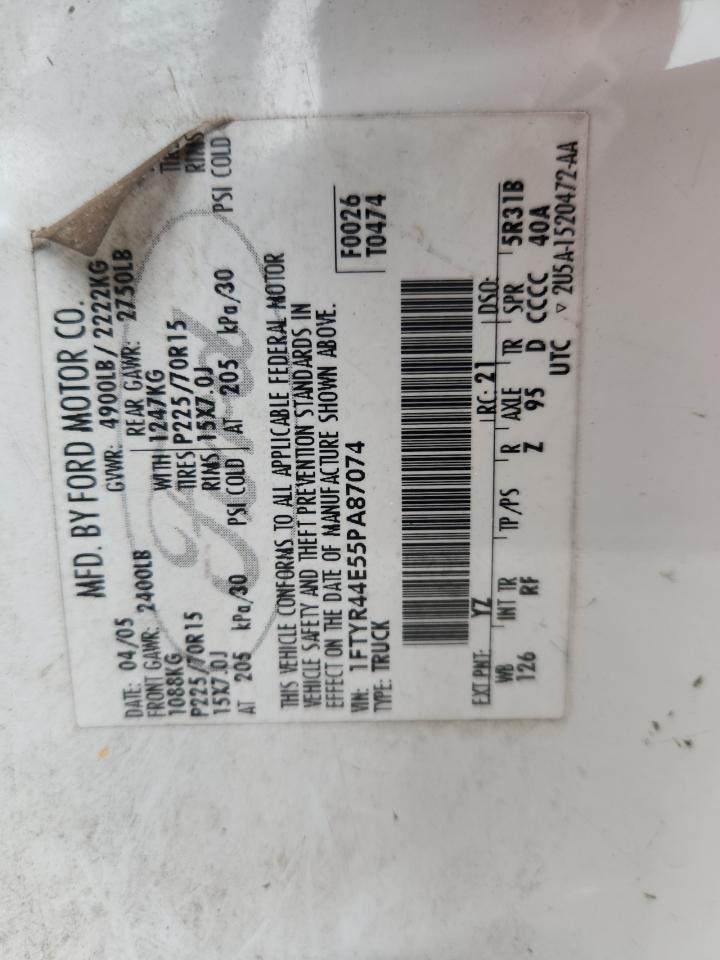 MFD. BY FORD MOTOR CO.
DATE: 04/05 GVWR: 4900LB/2222KG
FRONT GAWR: 2400LB REAR GAWR: 2750LB
1088KG WITH 1247KG WITH
P225/70R15 TIRES P225/70R15 TIRES
15X7.0J RIMS 15X7.0J RIMS
AT 205 kPa/30 PSI COLD AT 205 kPa/30 PSI COLD
Ford
THIS VEHICLE CONFORMS TO ALL APPLICABLE FEDERAL MOTOR
VEHICLE SAFETY AND THEFT PREVENTION STANDARDS IN
EFFECT ON THE DATE OF MANUFACTURE SHOWN ABOVE.
VIN: 1FTYR44E55PA87074 F0026
TYPE: TRUCK T0474
EXT PNT: YZ RC: 21 DSO:
WB INT TR TP/PS R AXLE TR SPR 5R31B
126 RF Z 95 D CCCC 40A
UTC ▽ 2U5A-1520472-AA